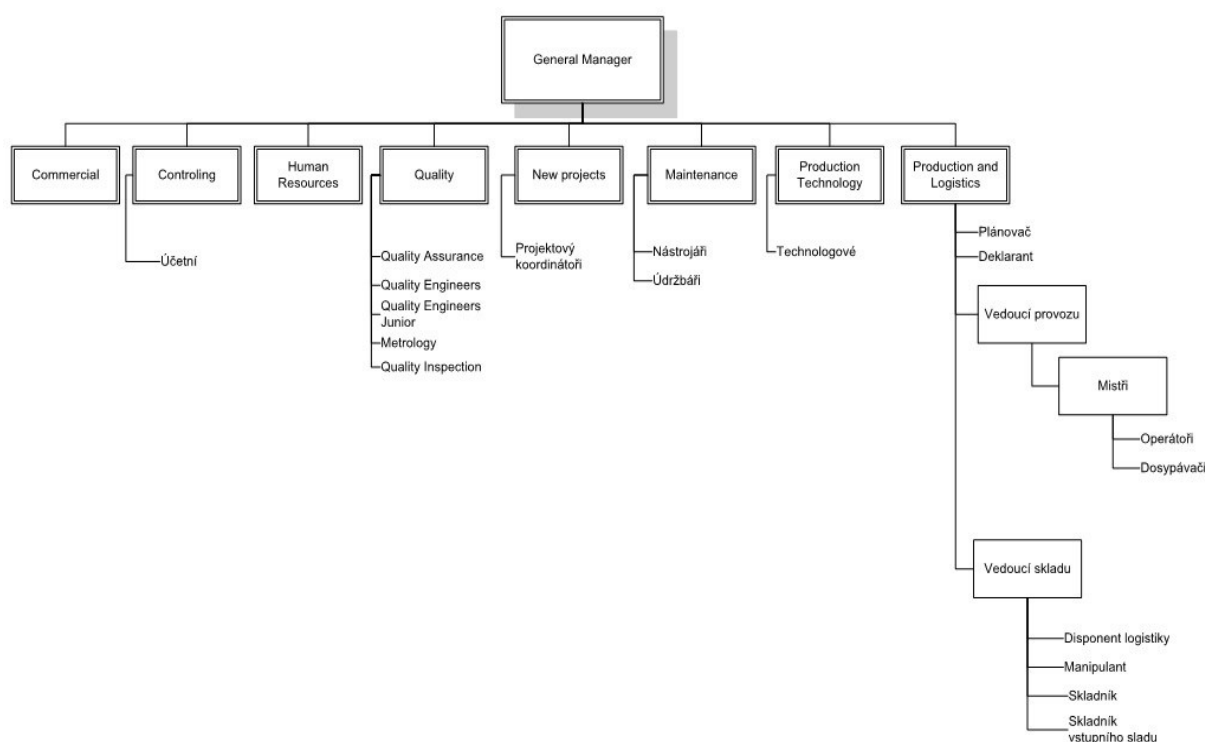 General Manager
Commercial
Controling
Human
Resources
Quality
New projects
Maintenance
Production
Technology
Production and
Logistics
Účetní
Quality Assurance
Quality Engineers
Quality Engineers
Junior
Metrology
Quality Inspection
Projektový
koordinátoři
Nástrojáři
Údržbáři
Technologové
Plánovač
Deklarant
Vedoucí provozu
Mistři
Operátoři
Dosypávači
Vedoucí skladu
Disponent logistiky
Manipulant
Skladník
Skladník
vstupního sladu